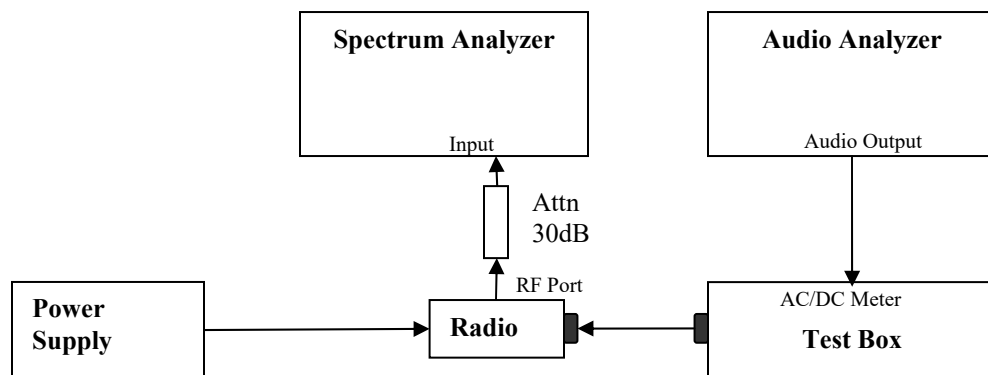 Spectrum Analyzer
Input
Audio Analyzer
Audio Output
Attn
30dB
RF Port
Power
Supply
Radio
AC/DC Meter
Test Box